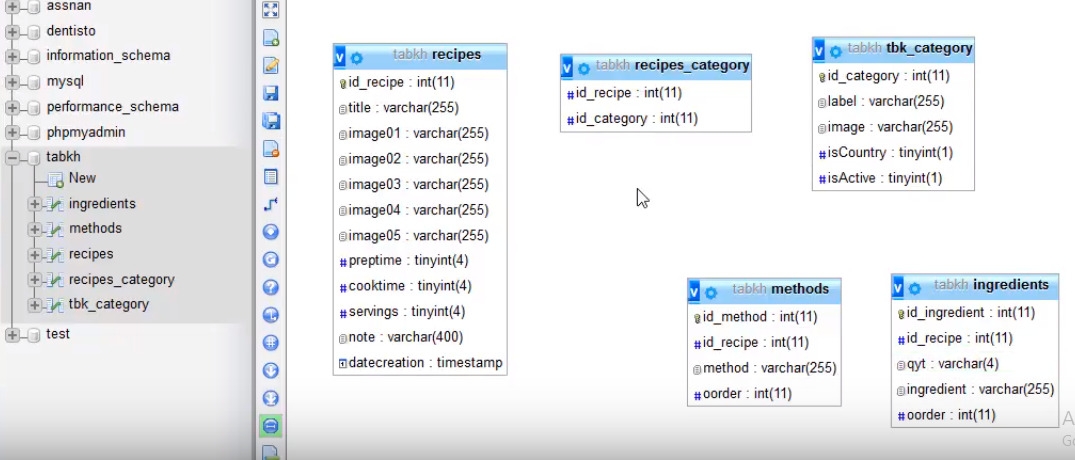 assnan
dentisto
information_schema
mysql
performance_schema
phpmyadmin
tabkh
New
ingredients
methods
recipes
recipes_category
tbk_category
test
v tabkh recipes
id_recipe : int(11)
title : varchar(255)
image01 : varchar(255)
image02 : varchar(255)
image03 : varchar(255)
image04 : varchar(255)
image05 : varchar(255)
#preptime : tinyint(4)
#cooktime : tinyint(4)
#servings : tinyint(4)
note : varchar(400)
datecreation : timestamp
v tabkh recipes_category
#id_recipe : int(11)
#id_category : int(11)
v tabkh tbk_category
id_category : int(11)
label : varchar(255)
image : varchar(255)
#isCountry : tinyint(1)
#isActive : tinyint(1)
v tabkh methods
id_method : int(11)
#id_recipe : int(11)
method : varchar(255)
#oorder : int(11)
v tabkh ingredients
id_ingredient : int(11)
#id_recipe : int(11)
qyt : varchar(4)
ingredient : varchar(255)
#oorder : int(11)